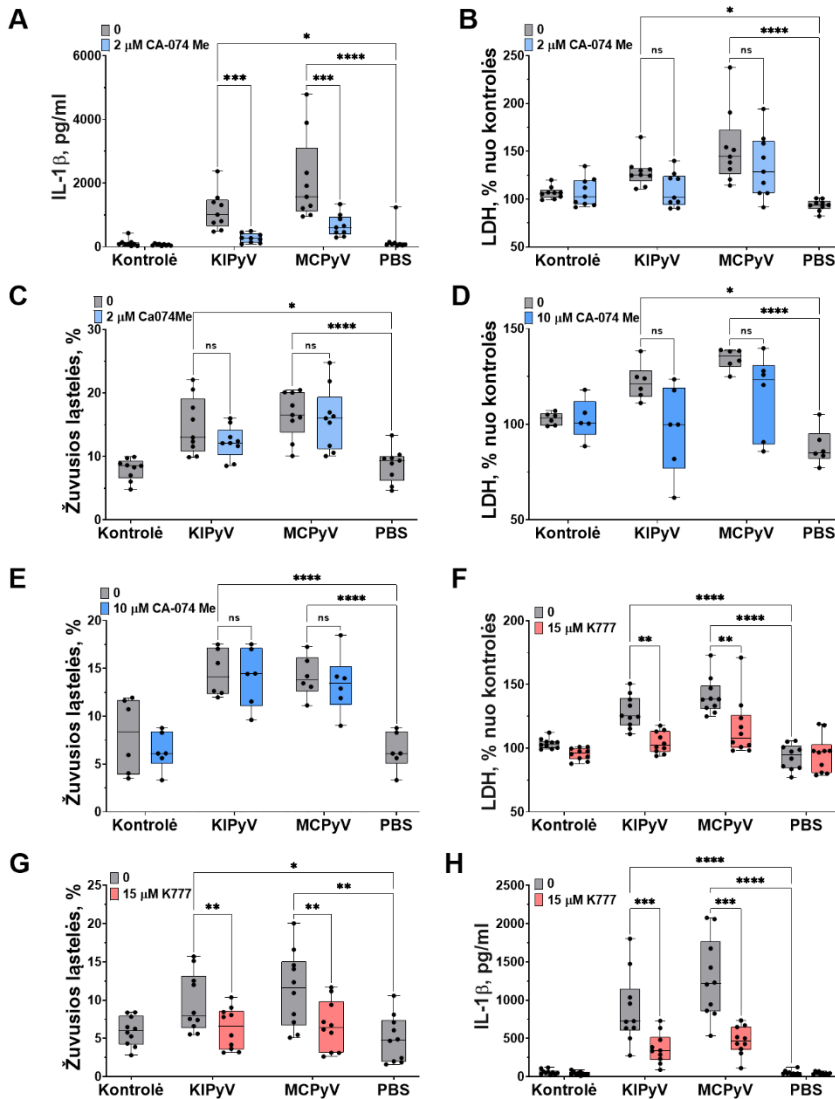 A
0
2 μM CA-074 Me
*
****
***
***
IL-1β, pg/ml
6000
4000
2000
0
Kontrolė KIPyV MCPyV PBS
B
0
2 μM CA-074 Me
*
****
ns
ns
LDH, % nuo kontrolės
250
200
150
100
50
Kontrolė KIPyV MCPyV PBS
C
0
2 μM Ca074Me
*
****
ns
ns
Žuvusios ląstelės, %
30
20
10
0
Kontrolė KIPyV MCPyV PBS
D
0
10 μM CA-074 Me
*
****
ns
ns
LDH, % nuo kontrolės
150
100
50
Kontrolė KIPyV MCPyV PBS
E
0
10 μM CA-074 Me
****
****
ns
ns
Žuvusios ląstelės, %
20
15
10
5
0
Kontrolė KIPyV MCPyV PBS
F
0
15 μM K777
****
****
**
**
LDH, % nuo kontrolės
200
150
100
50
Kontrolė KIPyV MCPyV PBS
G
0
15 μM K777
*
**
**
**
Žuvusios ląstelės, %
25
20
15
10
5
0
Kontrolė KIPyV MCPyV PBS
H
0
15 μM K777
****
****
***
***
IL-1β, pg/ml
2500
2000
1500
1000
500
0
Kontrolė KIPyV MCPyV PBS